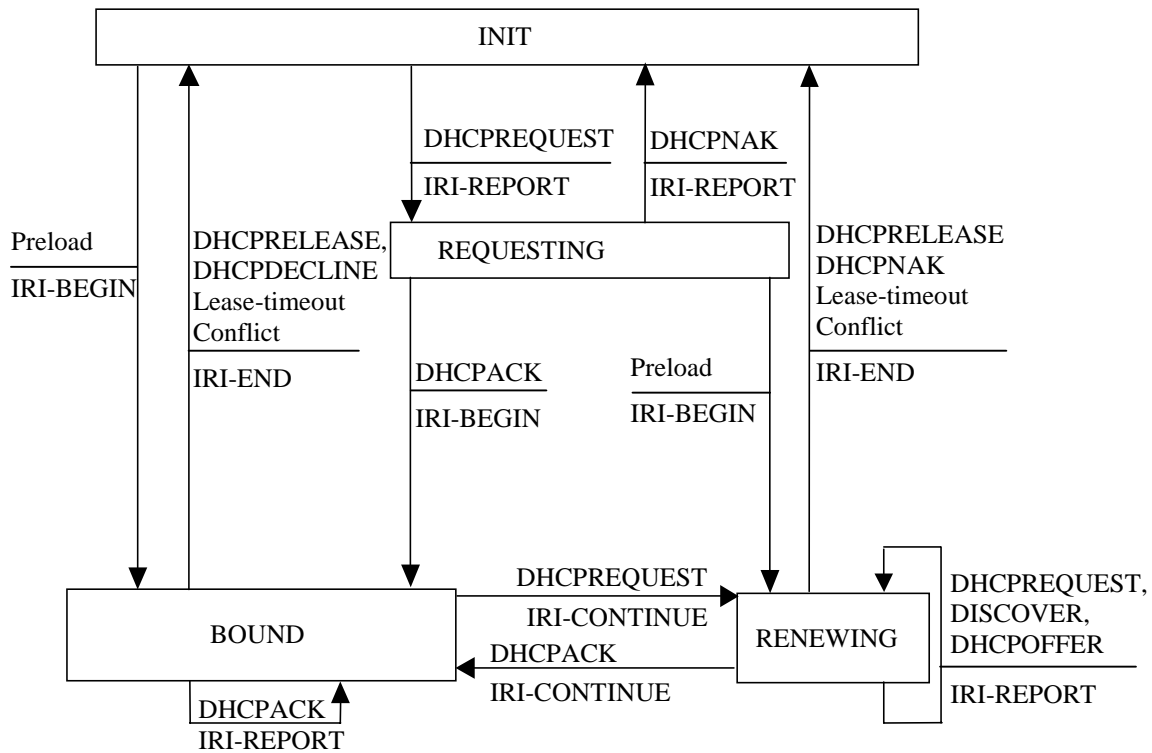 INIT
DHCPREQUEST
IRI-REPORT
DHCPNAK
IRI-REPORT
Preload
IRI-BEGIN
DHCPRELEASE,
DHCPDECLINE
Lease-timeout
Conflict
IRI-END
REQUESTING
DHCPRELEASE
DHCPNAK
Lease-timeout
Conflict
IRI-END
DHCPACK
IRI-BEGIN
Preload
IRI-BEGIN
BOUND
DHCPREQUEST
IRI-CONTINUE
DHCPACK
IRI-CONTINUE
RENEWING
DHCPREQUEST,
DISCOVER,
DHCPOFFER
IRI-REPORT
DHCPACK
IRI-REPORT